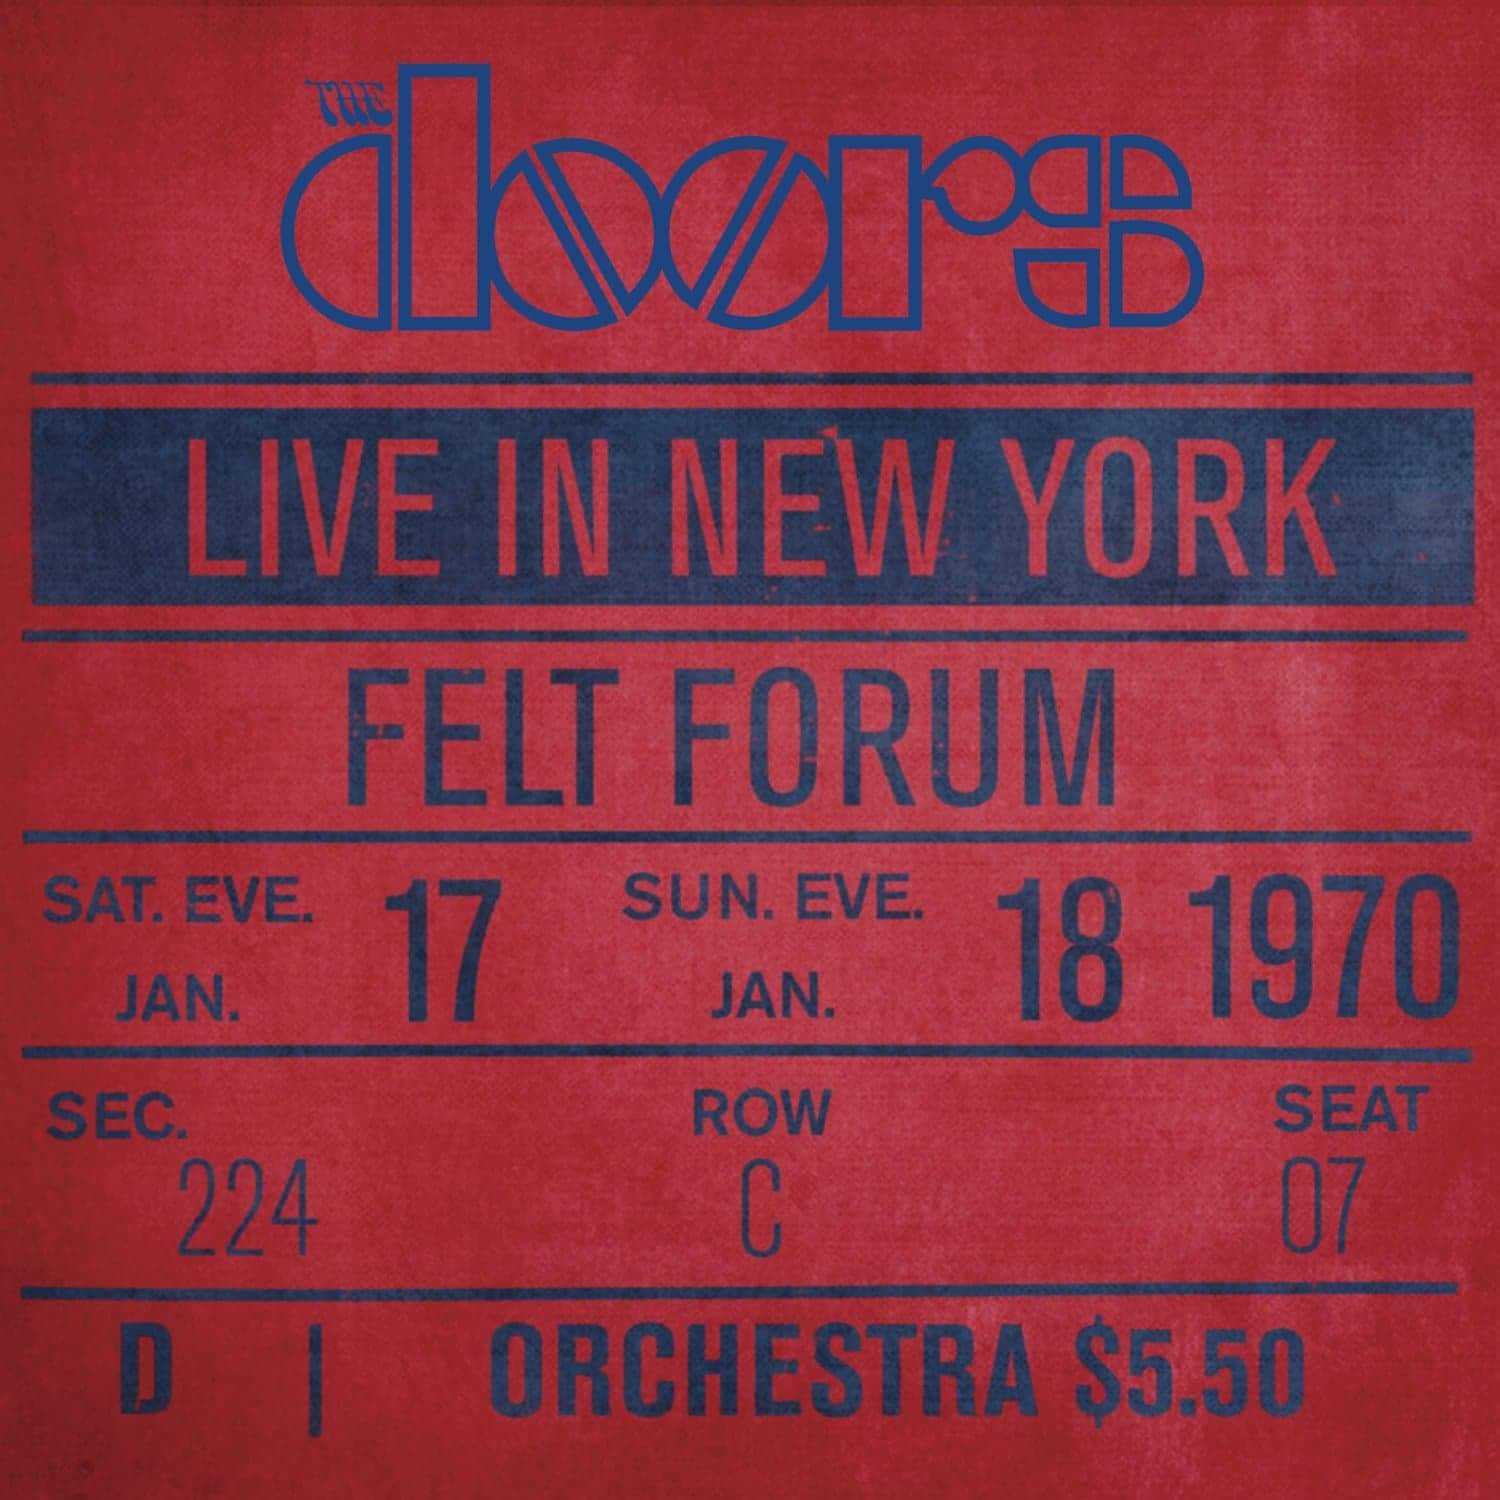 THE
doors
LIVE IN NEW YORK
FELT FORUM
SAT. EVE. JAN. 17 SUN. EVE. JAN. 18 1970
SEC. ROW SEAT
224 C 07
D | ORCHESTRA $5.50